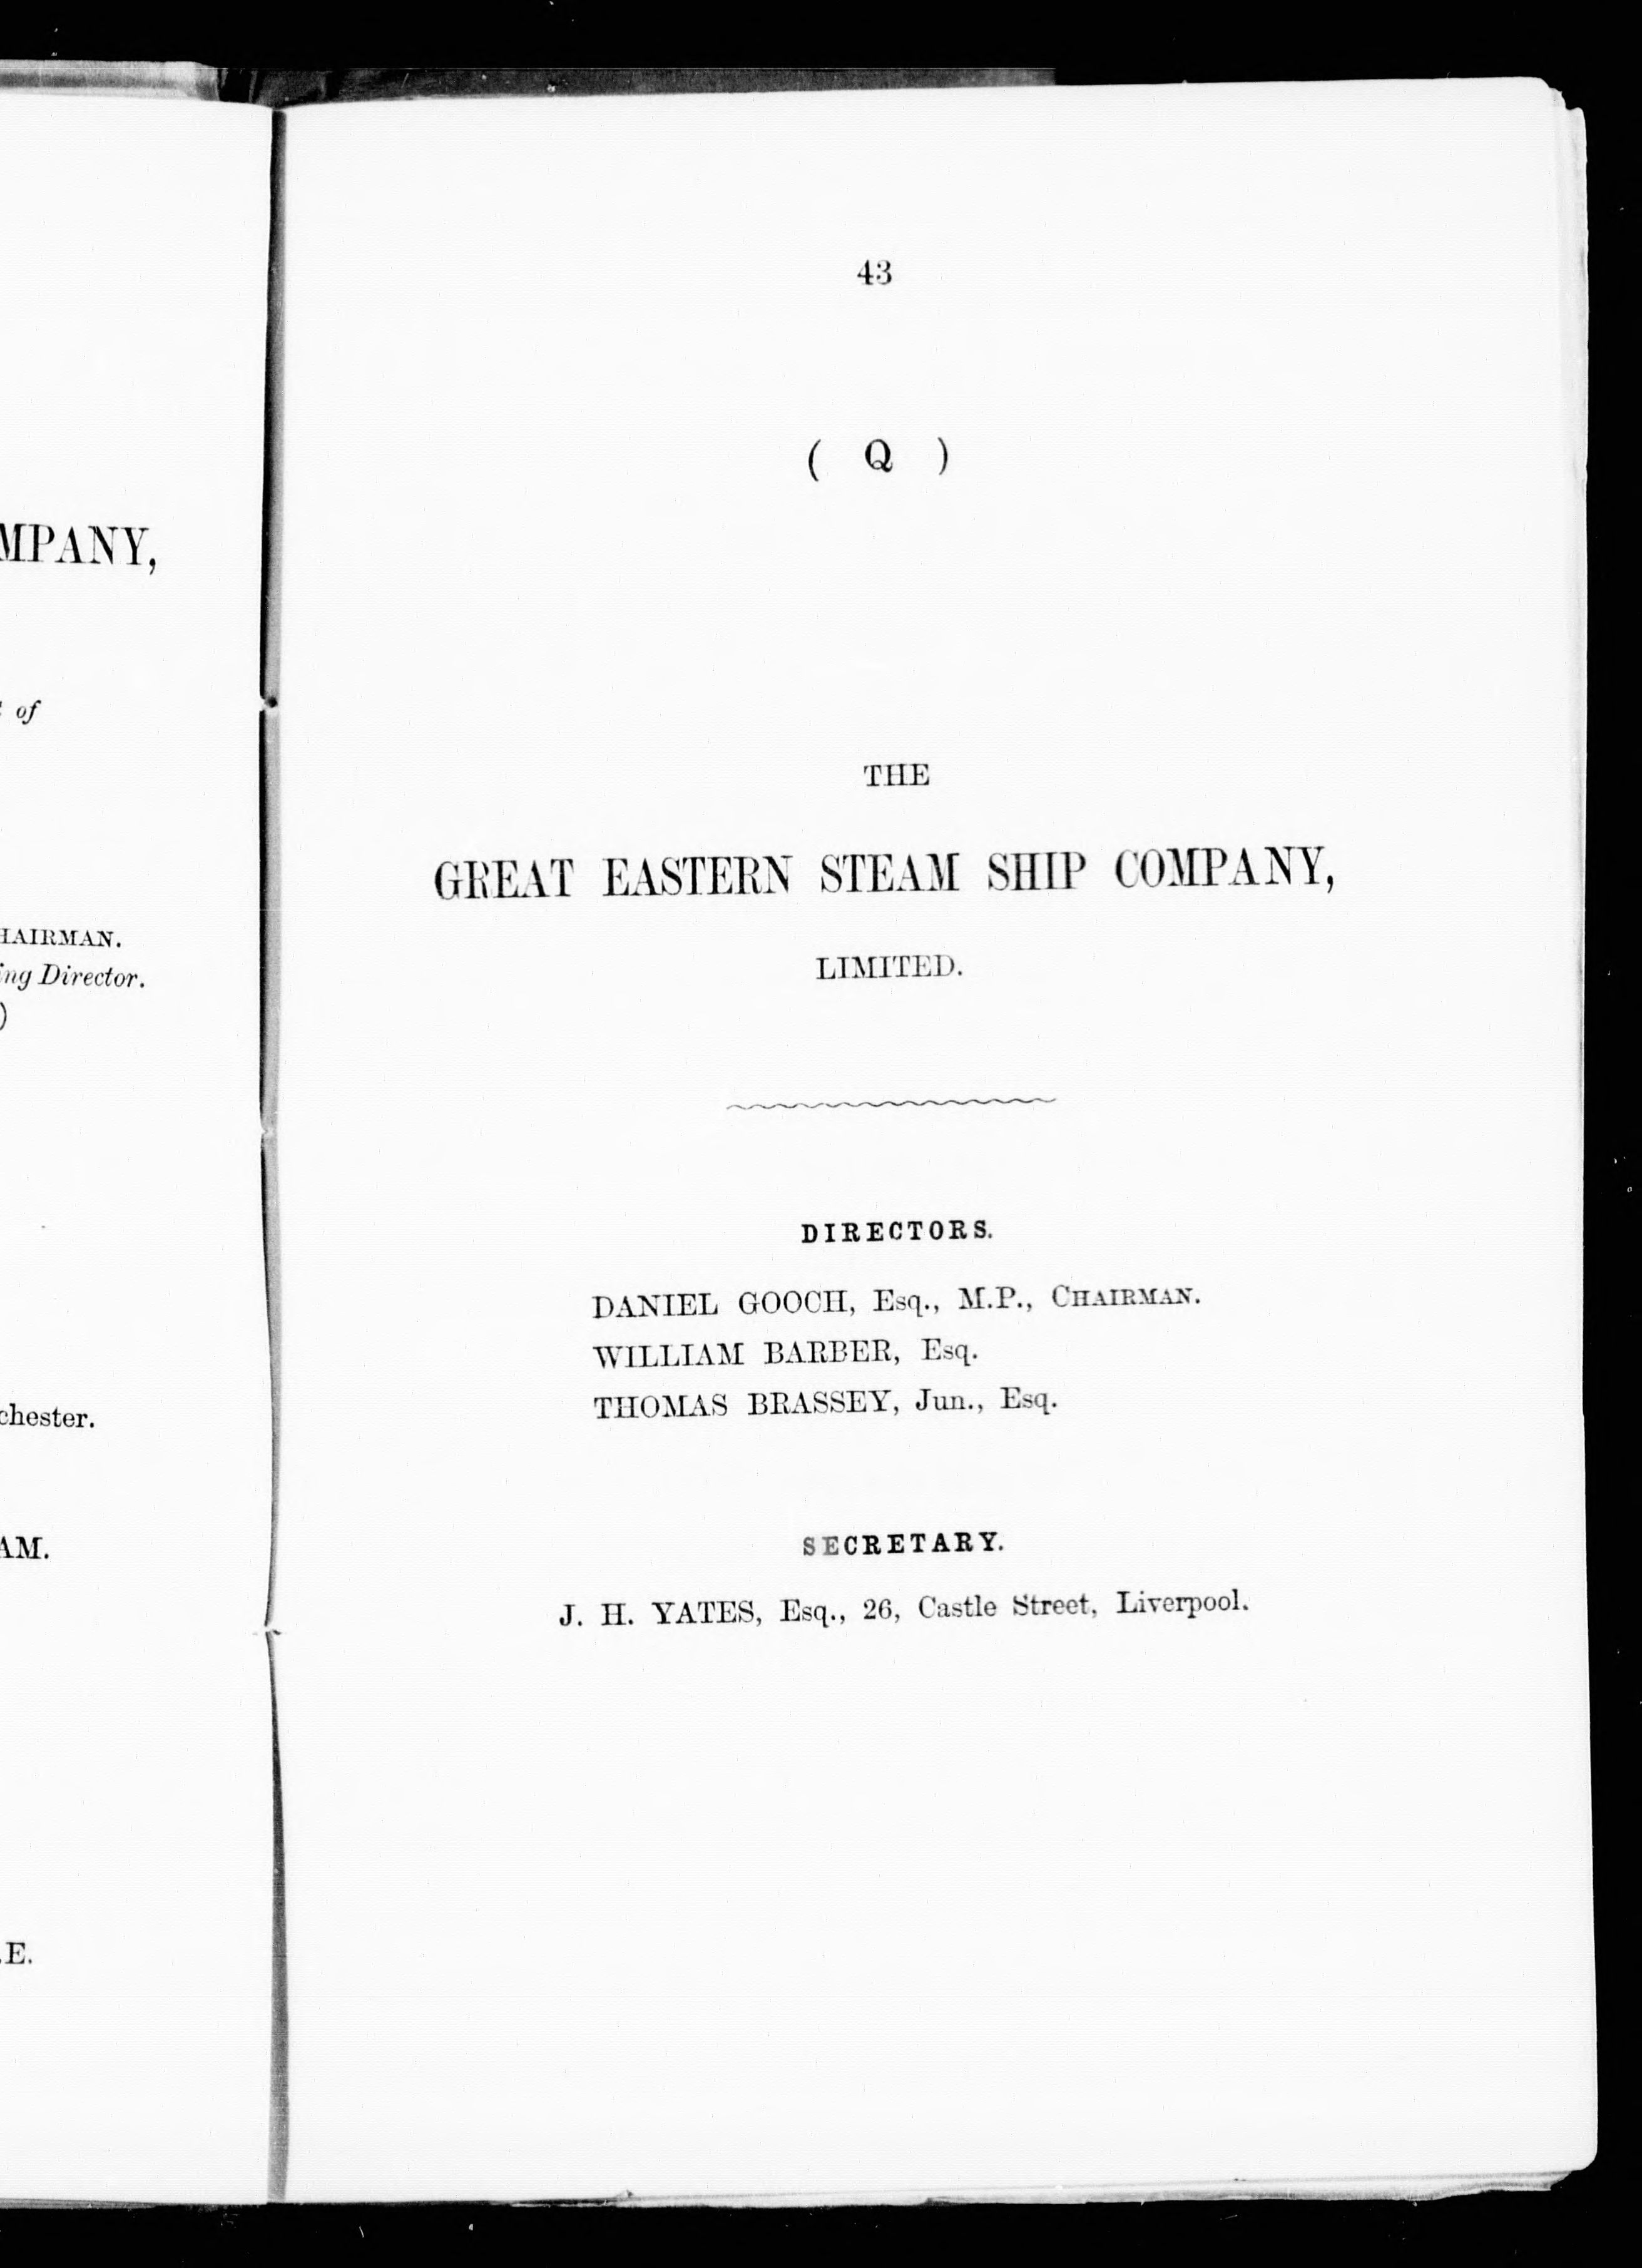 MPANY,
of
HAIRMAN.
ing Director.
)
chester.
AM.
.E.
43
( Q )
THE
GREAT EASTERN STEAM SHIP COMPANY,
LIMITED.
DIRECTORS.
DANIEL GOOCH, Esq., M.P., CHAIRMAN.
WILLIAM BARBER, Esq.
THOMAS BRASSEY, Jun., Esq.
SECRETARY.
J. H. YATES, Esq., 26, Castle Street, Liverpool.